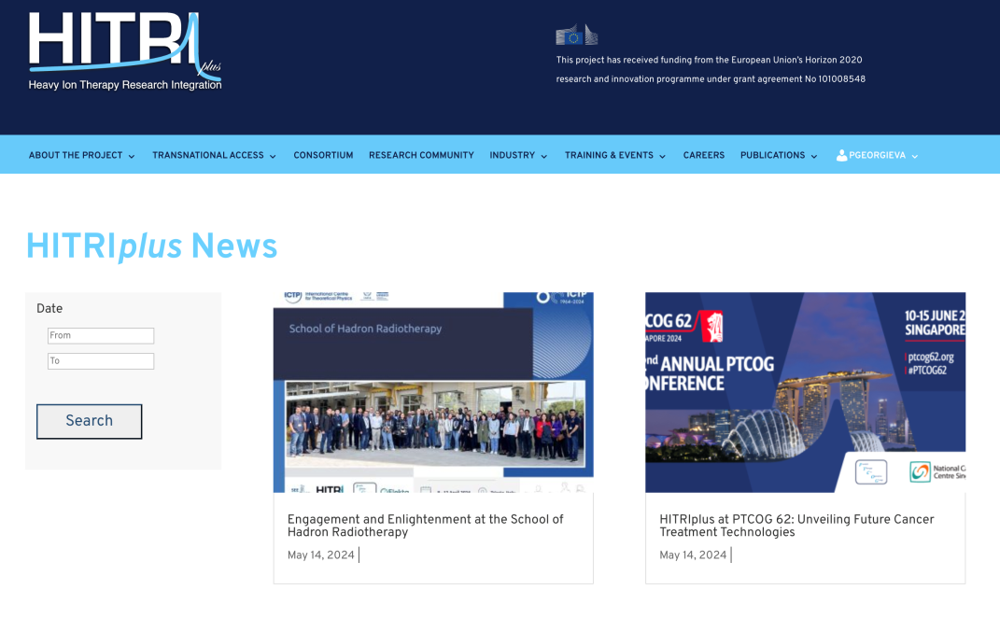 HITRI
plus
Heavy Ion Therapy Research Integration
This project has received funding from the European Union's Horizon 2020
research and innovation programme under grant agreement No 101008548
ABOUT THE PROJECT TRANSNATIONAL ACCESS CONSORTIUM RESEARCH COMMUNITY INDUSTRY TRAINING & EVENTS CAREERS PUBLICATIONS PGEORGIEVA
HITRIplus News
Date
From
To
Search
ICTP International Centre
for Theoretical Physics
ICTP
1964-2024
School of Hadron Radiotherapy
HITRI
Engagement and Enlightenment at the School of
Hadron Radiotherapy
May 14, 2024 |
COG 62
APORE 2024
nd ANNUAL PTCOG
NFERENCE
10-15 JUNE 2
SINGAPORE
ptcog62.org
#PTCOG62
National C
Centre Sin
HITRIplus at PTCOG 62: Unveiling Future Cancer
Treatment Technologies
May 14, 2024 |